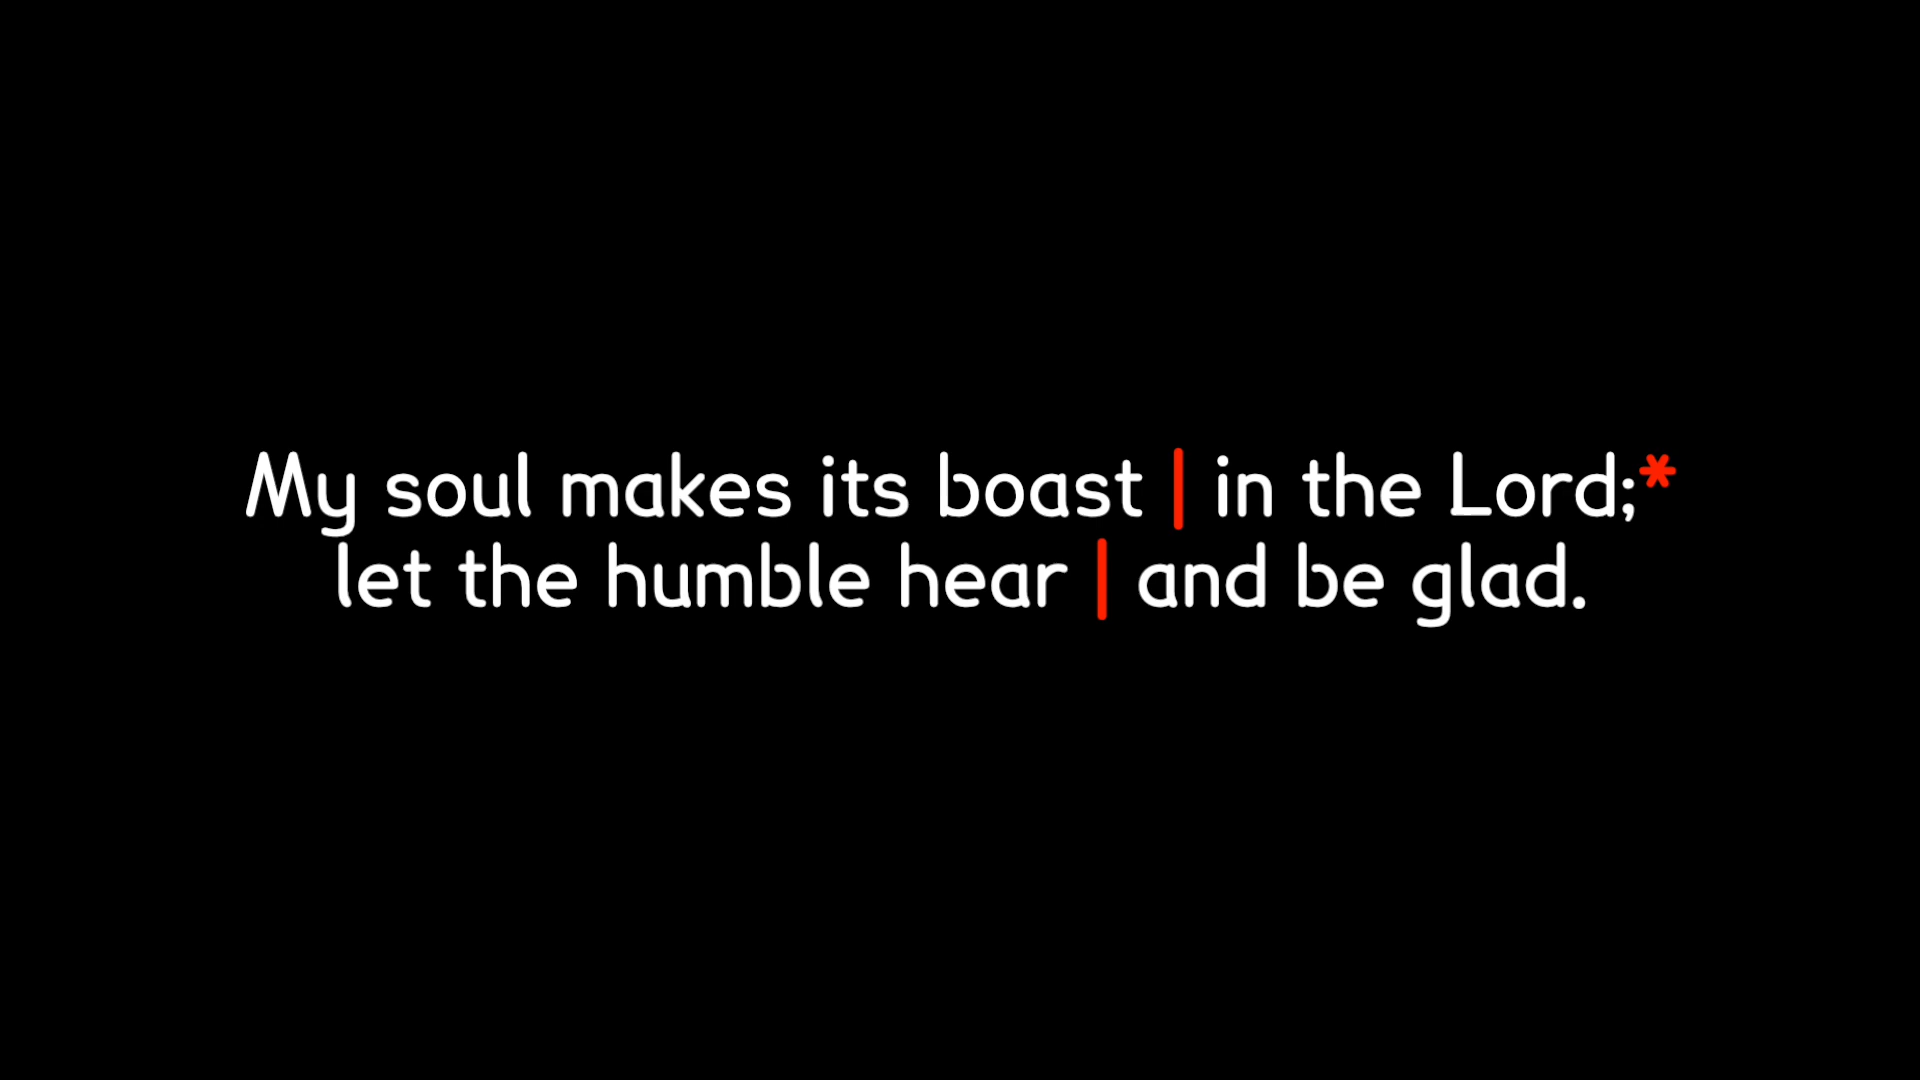 My soul makes its boast | in the Lord;*
let the humble hear | and be glad.